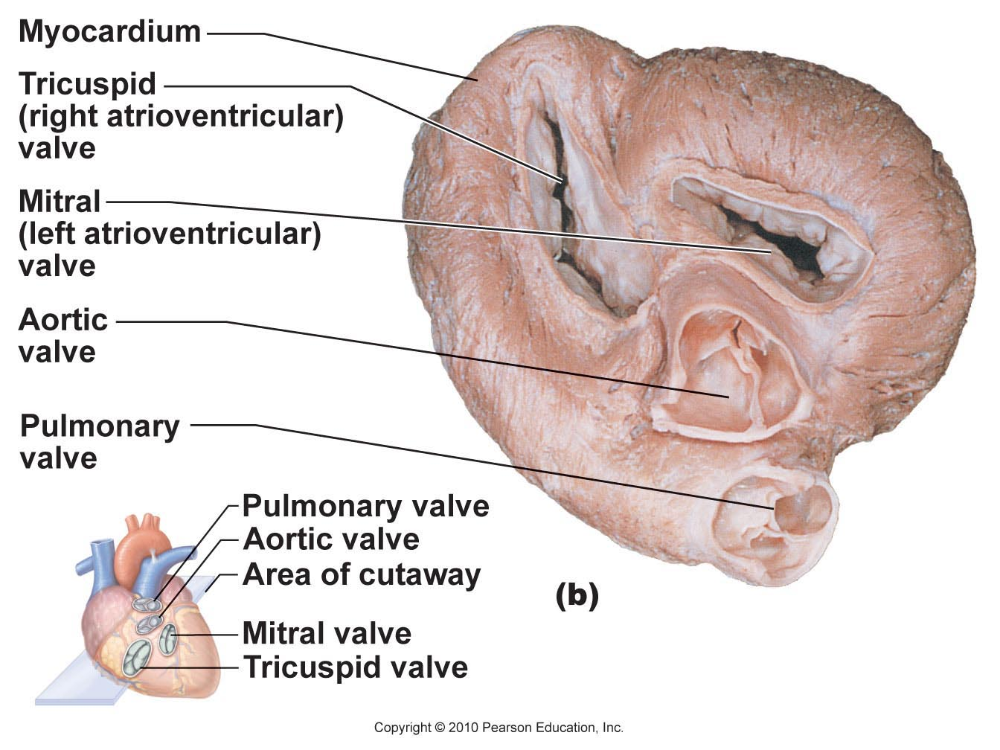 Myocardium
Tricuspid
(right atrioventricular)
valve
Mitral
(left atrioventricular)
valve
Aortic
valve
Pulmonary
valve
Pulmonary valve
Aortic valve
Area of cutaway
(b)
Mitral valve
Tricuspid valve
Copyright © 2010 Pearson Education, Inc.